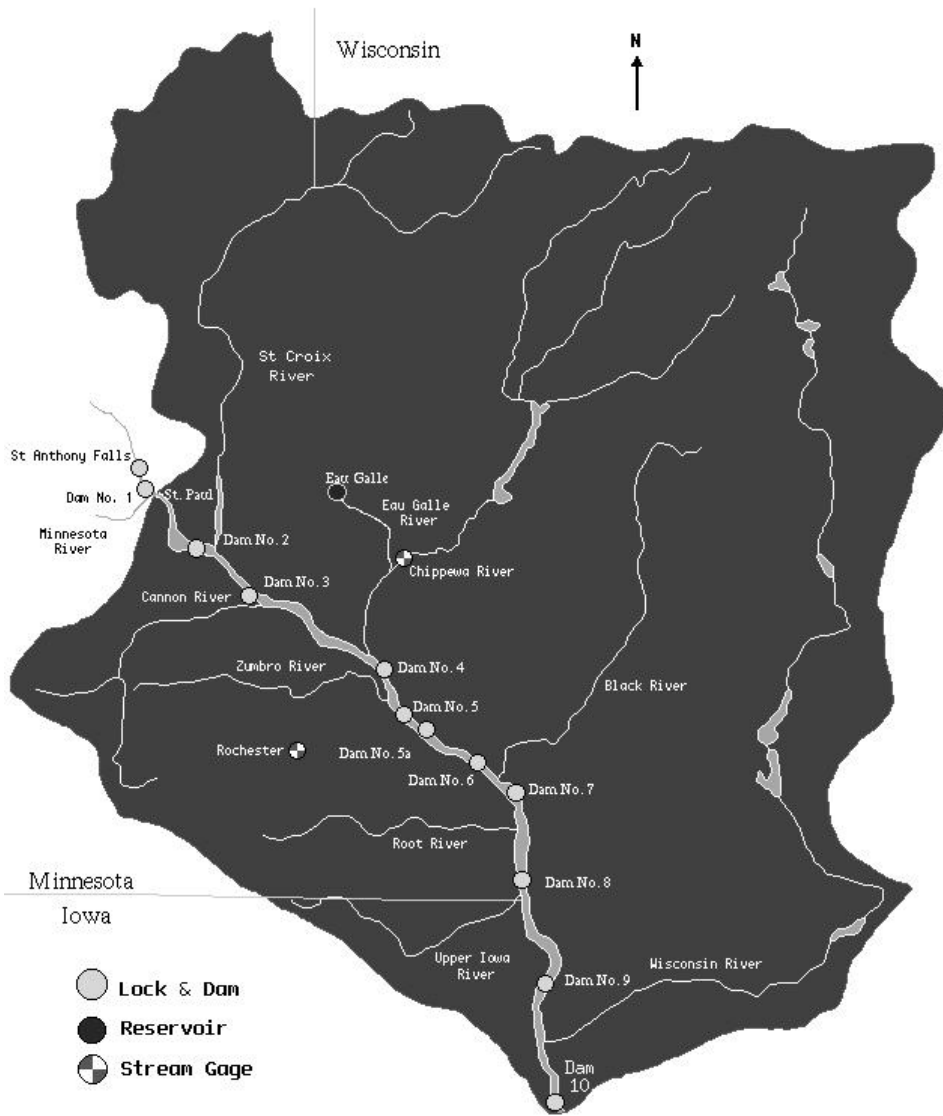 Wisconsin
N
St Croix
River
St Anthony Falls
Dam No. 1
St. Paul
Minnesota
River
Eau Galle
Eau Galle
River
Dam No. 2
Chippewa River
Dam No. 3
Cannon River
Zumbro River
Dam No. 4
Black River
Dam No. 5
Rochester
Dam No. 5a
Dam No. 6
Dam No. 7
Root River
Minnesota
Iowa
Dam No. 8
Upper Iowa
River
Wisconsin River
Dam No. 9
Lock & Dam
Reservoir
Stream Gage
Dam
10